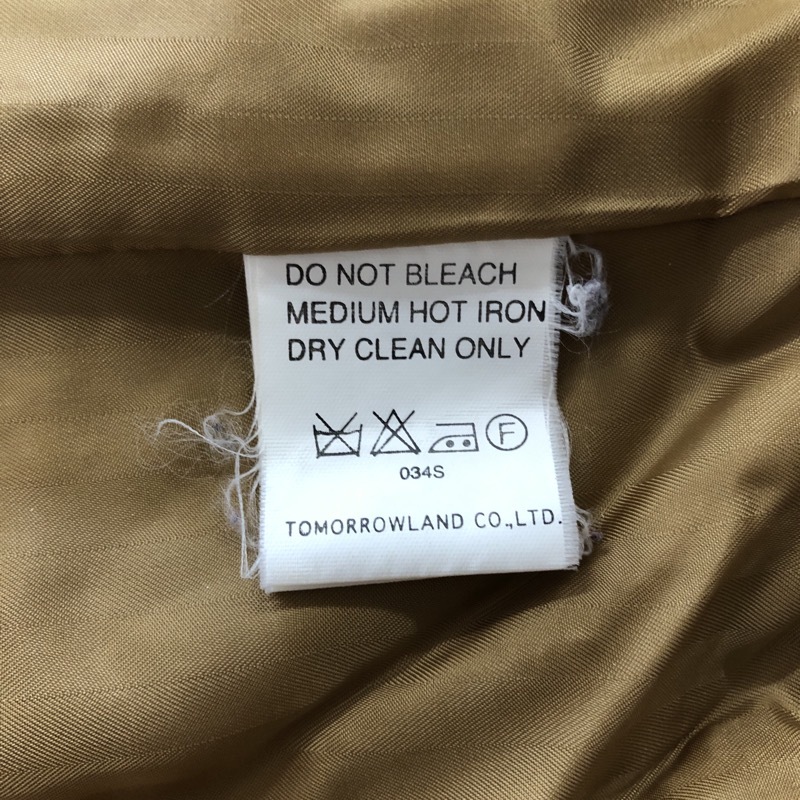 DO NOT BLEACH
MEDIUM HOT IRON
DRY CLEAN ONLY
F
034S
TOMORROWLAND CO.,LTD.